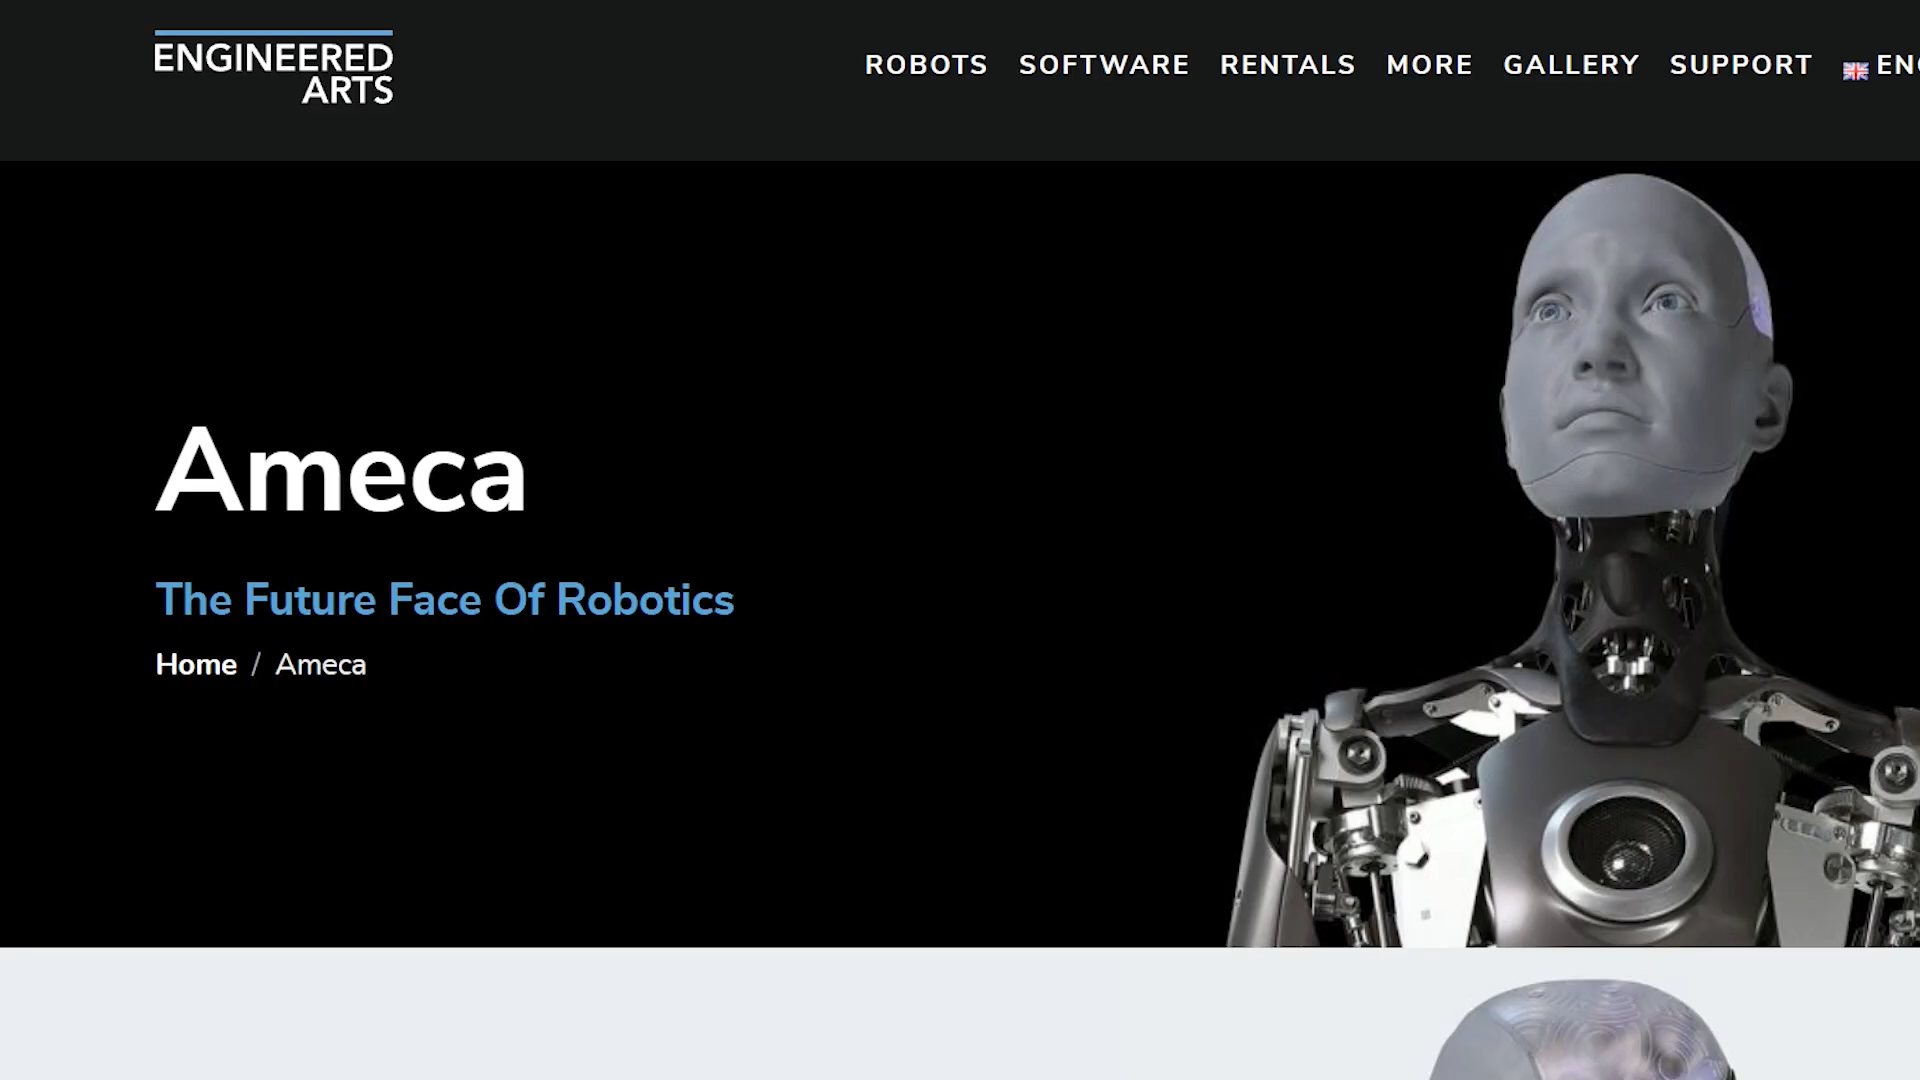 ENGINEERED
ARTS
ROBOTS SOFTWARE RENTALS MORE GALLERY SUPPORT
Ameca
The Future Face Of Robotics
Home / Ameca